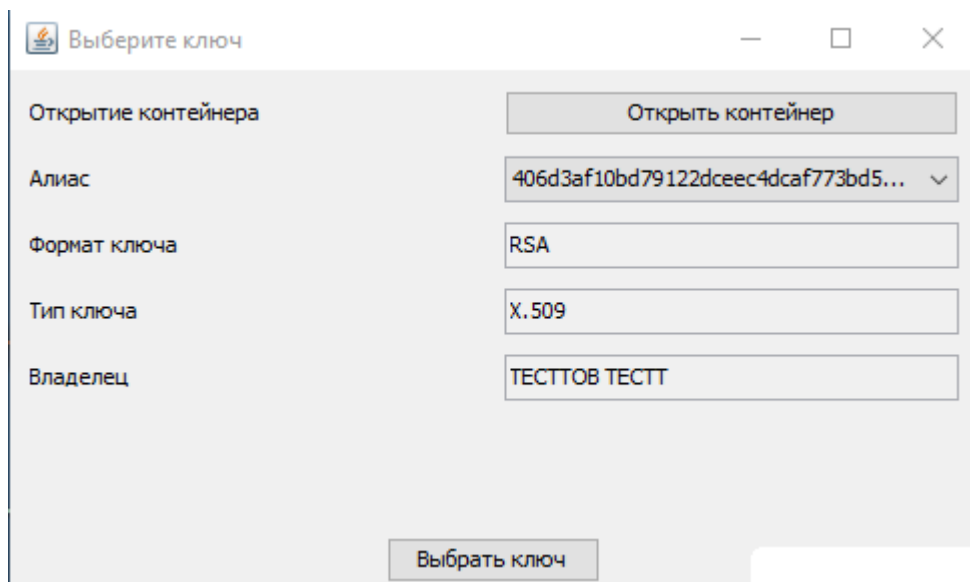 Выберите ключ
Открытие контейнера
Открыть контейнер
Алиас
406d3af10bd79122dceec4dcaf773bd5...
Формат ключа
RSA
Тип ключа
X.509
Владелец
ТЕСТТОВ ТЕСТТ
Выбрать ключ